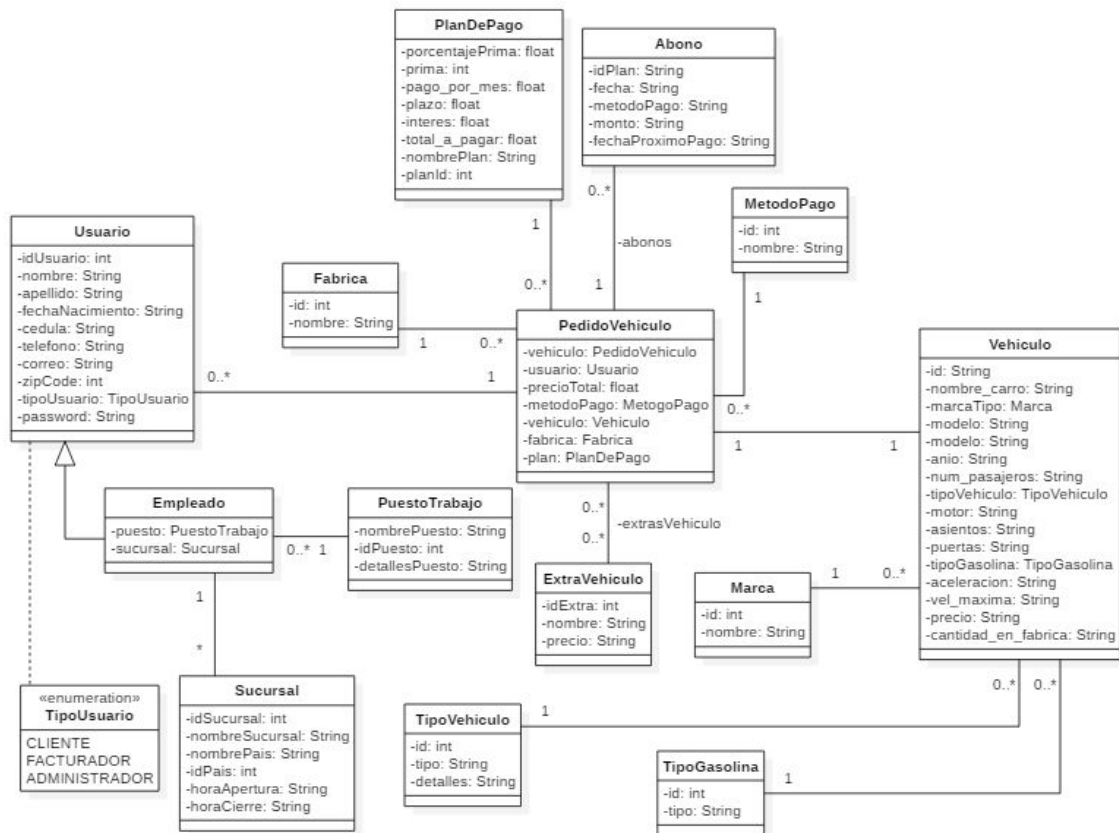 PlanDePago
-porcentajePrima: float
-prima: int
-pago_por_mes: float
-plazo: float
-interes: float
-total_a_pagar: float
-nombrePlan: String
-planId: int
Abono
-idPlan: String
-fecha: String
-metodoPago: String
-monto: String
-fechaProximoPago: String
1
0..*
0..*
-abonos
1
MetodoPago
-id: int
-nombre: String
1
0..*
Usuario
-idUsuario: int
-nombre: String
-apellido: String
-fechaNacimiento: String
-cedula: String
-telefono: String
-correo: String
-zipCode: int
-tipoUsuario: TipoUsuario
-password: String
0..*
1
Fabrica
-id: int
-nombre: String
1
0..*
PedidoVehiculo
-vehiculo: PedidoVehiculo
-usuario: Usuario
-precioTotal: float
-metodoPago: MetogoPago
-vehiculo: Vehiculo
-fabrica: Fabrica
-plan: PlanDePago
1
1
Vehiculo
-id: String
-nombre_carro: String
-marcaTipo: Marca
-modelo: String
-modelo: String
-anio: String
-num_pasajeros: String
-tipoVehiculo: TipoVehiculo
-motor: String
-asientos: String
-puertas: String
-tipoGasolina: TipoGasolina
-aceleracion: String
-vel_maxima: String
-precio: String
-cantidad_en_fabrica: String
Empleado
-puesto: PuestoTrabajo
-sucursal: Sucursal
0..*
1
PuestoTrabajo
-nombrePuesto: String
-idPuesto: int
-detallesPuesto: String
0..*
-extrasVehiculo
0..*
ExtraVehiculo
-idExtra: int
-nombre: String
-precio: String
Marca
-id: int
-nombre: String
1
0..*
1
*
«enumeration»
TipoUsuario
CLIENTE
FACTURADOR
ADMINISTRADOR
Sucursal
-idSucursal: int
-nombreSucursal: String
-nombrePais: String
-idPais: int
-horaApertura: String
-horaCierre: String
TipoVehiculo
-id: int
-tipo: String
-detalles: String
1
0..*
0..*
TipoGasolina
-id: int
-tipo: String
1